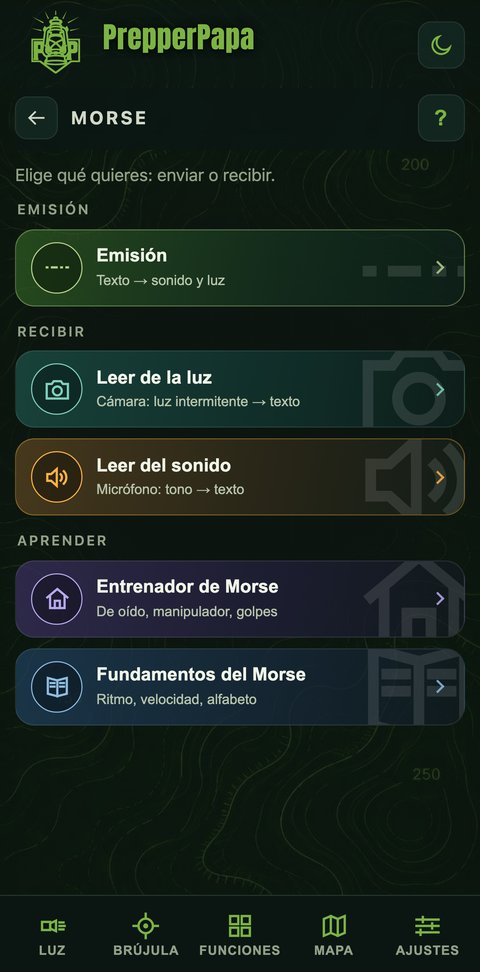 PP
PrepperPapa
MORSE
?
Elige qué quieres: enviar o recibir.
200
EMISIÓN
Emisión
Texto → sonido y luz
RECIBIR
Leer de la luz
Cámara: luz intermitente → texto
Leer del sonido
Micrófono: tono → texto
APRENDER
Entrenador de Morse
De oído, manipulador, golpes
Fundamentos del Morse
Ritmo, velocidad, alfabeto
250
LUZ BRÚJULA FUNCIONES MAPA AJUSTES